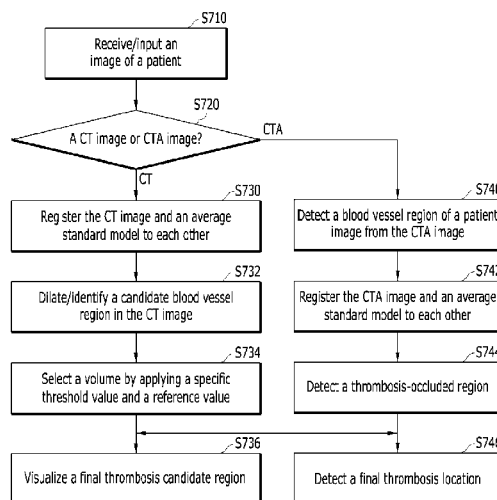 S710
Receive/input an
image of a patient
S720
A CT image or CTA image?
CTA
CT
S730
Register the CT image and an average
standard model to each other
S732
Dilate/identify a candidate blood vessel
region in the CT image
S734
Select a volume by applying a specific
threshold value and a reference value
S736
Visualize a final thrombosis candidate region
S740
Detect a blood vessel region of a patient
image from the CTA image
S742
Register the CTA image and an average
standard model to each other
S744
Detect a thrombosis-occluded region
S746
Detect a final thrombosis location